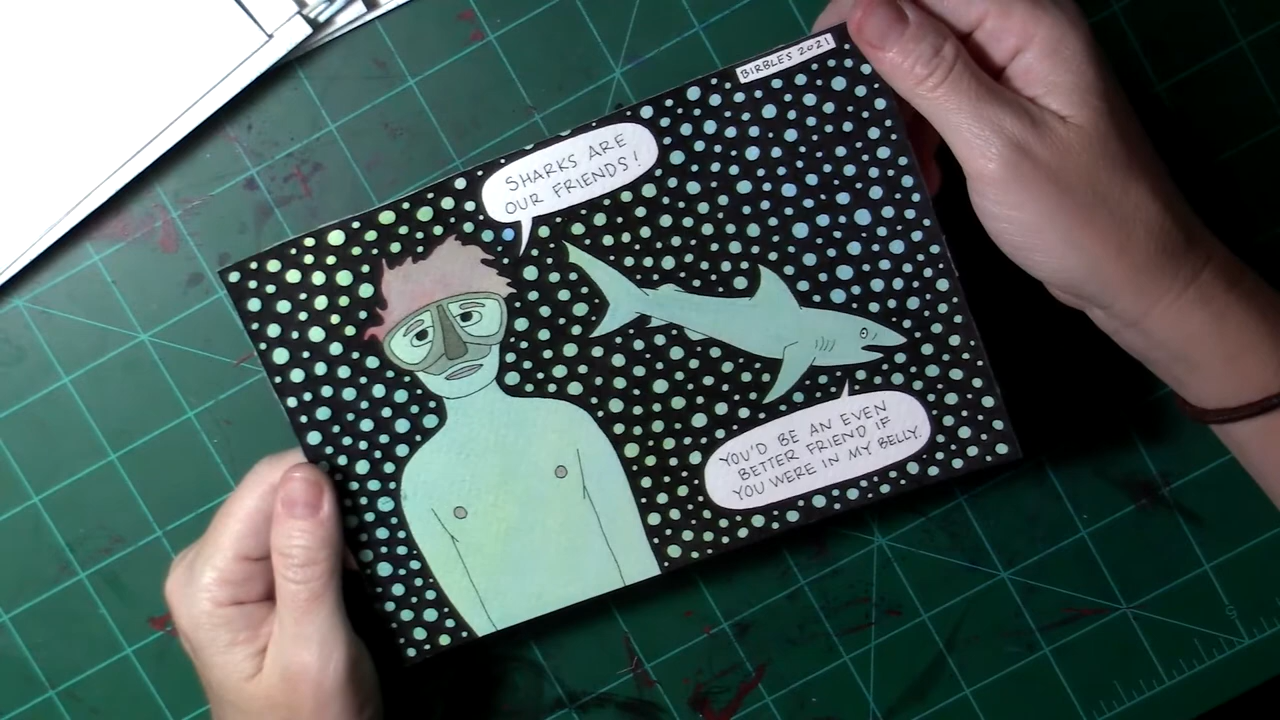 BIRBLES 2021
SHARKS ARE
OUR FRIENDS!
YOU'D BE AN EVEN
BETTER FRIEND IF
YOU WERE IN MY BELLY.